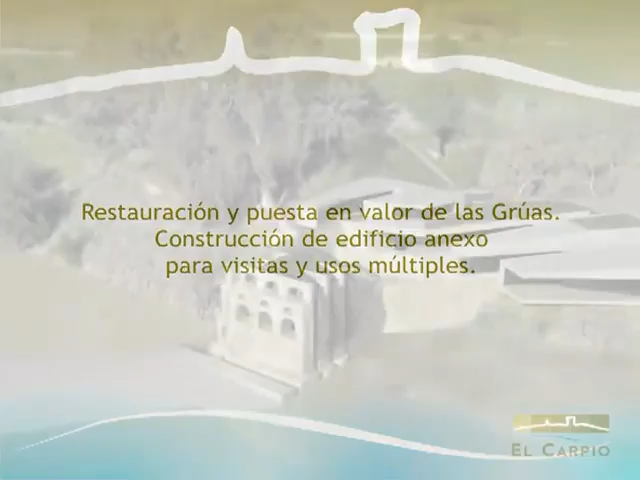 Restauración y puesta en valor de las Grúas.
Construcción de edificio anexo
para visitas y usos múltiples.
EL CARPIO